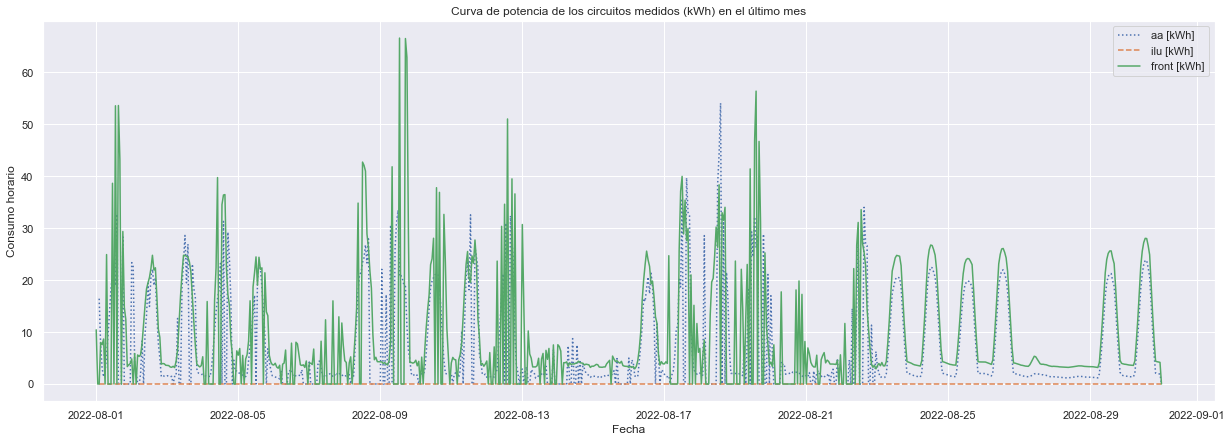 Curva de potencia de los circuitos medidos (kWh) en el último mes
aa [kWh]
ilu [kWh]
front [kWh]
Consumo horario
60
50
40
30
20
10
0
2022-08-01
2022-08-05
2022-08-09
2022-08-13
2022-08-17
2022-08-21
2022-08-25
2022-08-29
2022-09-01
Fecha